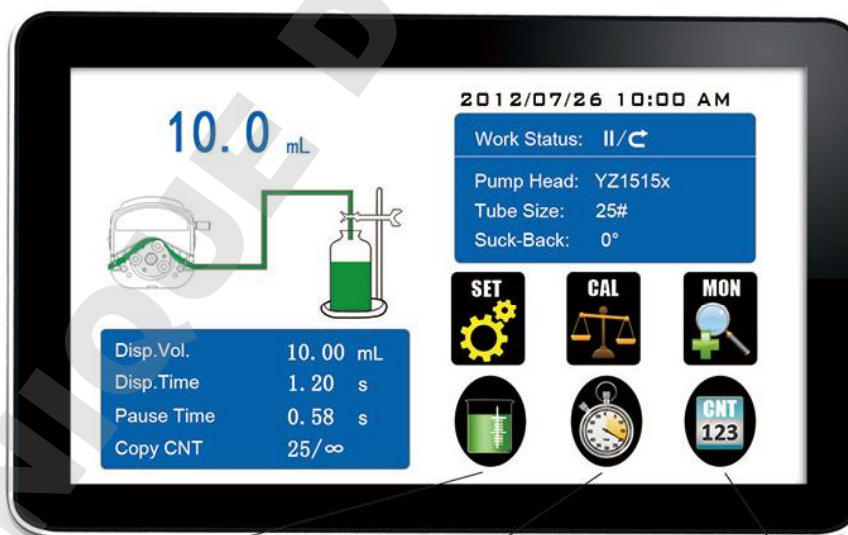 2012/07/26 10:00 AM
10.0 mL
Work Status: II/
Pump Head: YZ1515x
Tube Size: 25#
Suck-Back: 0°
SET
CAL
MON
Disp.Vol. 10.00 mL
Disp.Time 1.20 s
Pause Time 0.58 s
Copy CNT 25/∞
CNT
123